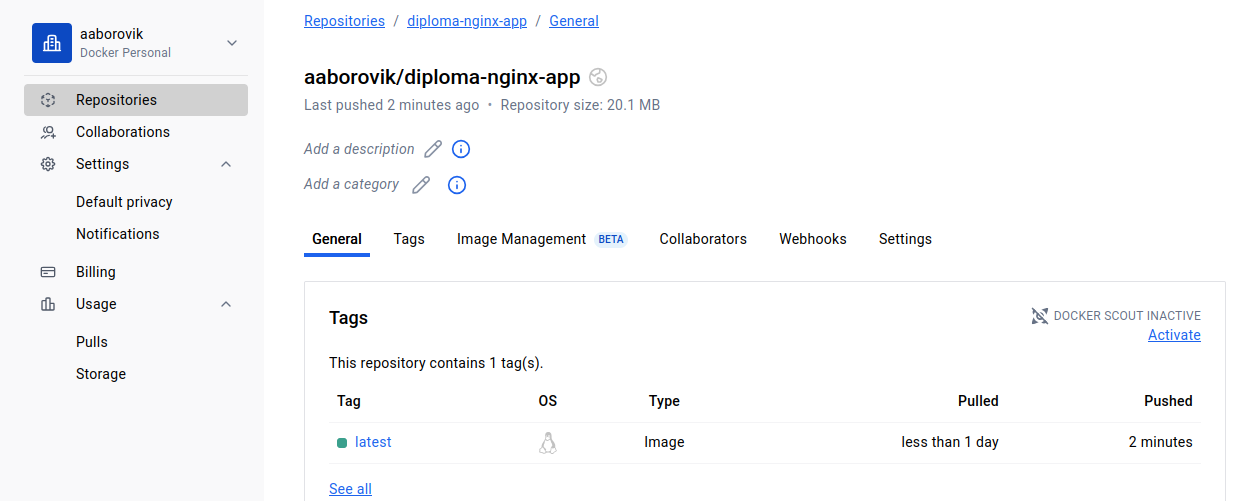 aaborovik
Docker Personal
Repositories
Collaborations
Settings
Default privacy
Notifications
Billing
Usage
Pulls
Storage
Repositories / diploma-nginx-app / General
aaborovik/diploma-nginx-app
Last pushed 2 minutes ago • Repository size: 20.1 MB
Add a description
Add a category
General Tags Image Management BETA Collaborators Webhooks Settings
Tags
DOCKER SCOUT INACTIVE
Activate
This repository contains 1 tag(s).
Tag OS Type Pulled Pushed
latest Image less than 1 day 2 minutes
See all